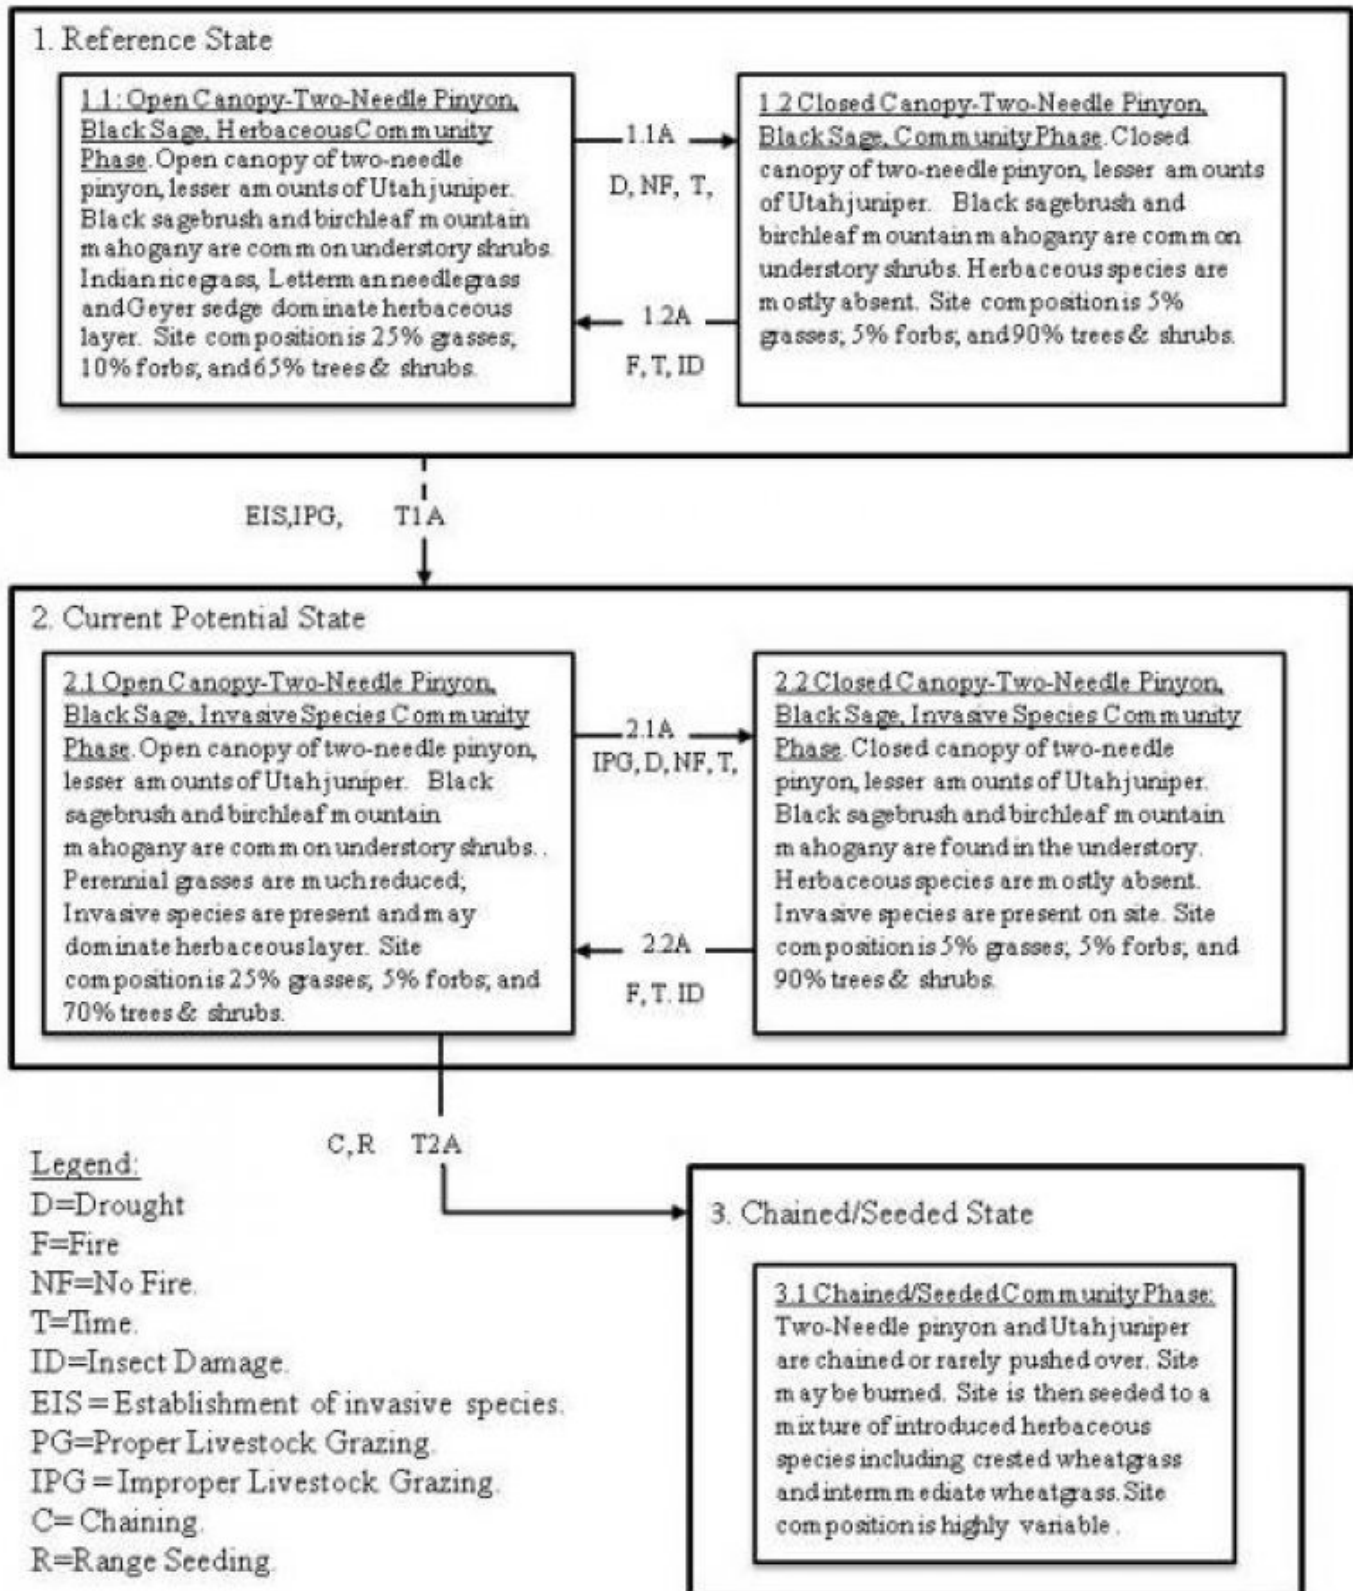 1. Reference State
1.1: Open Canopy-Two-Needle Pinyon,
Black Sage, Herbaceous Community
Phase. Open canopy of two-needle
pinyon, lesser amounts of Utah juniper.
Black sagebrush and birchleaf mountain
mahogany are common understory shrubs.
Indian ricegrass, Letterman needlegrass
and Geyer sedge dominate herbaceous
layer. Site composition is 25% grasses;
10% forbs; and 65% trees & shrubs.
1.1A
D, NF, T,
1.2A
F, T, ID
1.2 Closed Canopy-Two-Needle Pinyon,
Black Sage, Community Phase. Closed
canopy of two-needle pinyon, lesser amounts
of Utah juniper. Black sagebrush and
birchleaf mountain mahogany are common
understory shrubs. Herbaceous species are
mostly absent. Site composition is 5%
grasses; 5% forbs; and 90% trees & shrubs.
EIS,IPG, T1A
2. Current Potential State
2.1 Open Canopy-Two-Needle Pinyon,
Black Sage, Invasive Species Community
Phase. Open canopy of two-needle pinyon,
lesser amounts of Utah juniper. Black
sagebrush and birchleaf mountain
mahogany are common understory shrubs. .
Perennial grasses are much reduced;
Invasive species are present and may
dominate herbaceous layer. Site
composition is 25% grasses; 5% forbs; and
70% trees & shrubs.
2.1A
IPG, D, NF, T,
2.2A
F, T. ID
2.2 Closed Canopy-Two-Needle Pinyon,
Black Sage, Invasive Species Community
Phase. Closed canopy of two-needle
pinyon, lesser amounts of Utah juniper.
Black sagebrush and birchleaf mountain
mahogany are found in the understory.
Herbaceous species are mostly absent.
Invasive species are present on site. Site
composition is 5% grasses; 5% forbs; and
90% trees & shrubs.
C, R T2A
Legend:
D=Drought
F=Fire
NF=No Fire.
T=Time.
ID=Insect Damage.
EIS = Establishment of invasive species.
PG=Proper Livestock Grazing.
IPG = Improper Livestock Grazing.
C= Chaining.
R=Range Seeding.
3. Chained/Seeded State
3.1 Chained/Seeded Community Phase:
Two-Needle pinyon and Utah juniper
are chained or rarely pushed over. Site
may be burned. Site is then seeded to a
mixture of introduced herbaceous
species including crested wheatgrass
and intermmediate wheatgrass. Site
composition is highly variable .